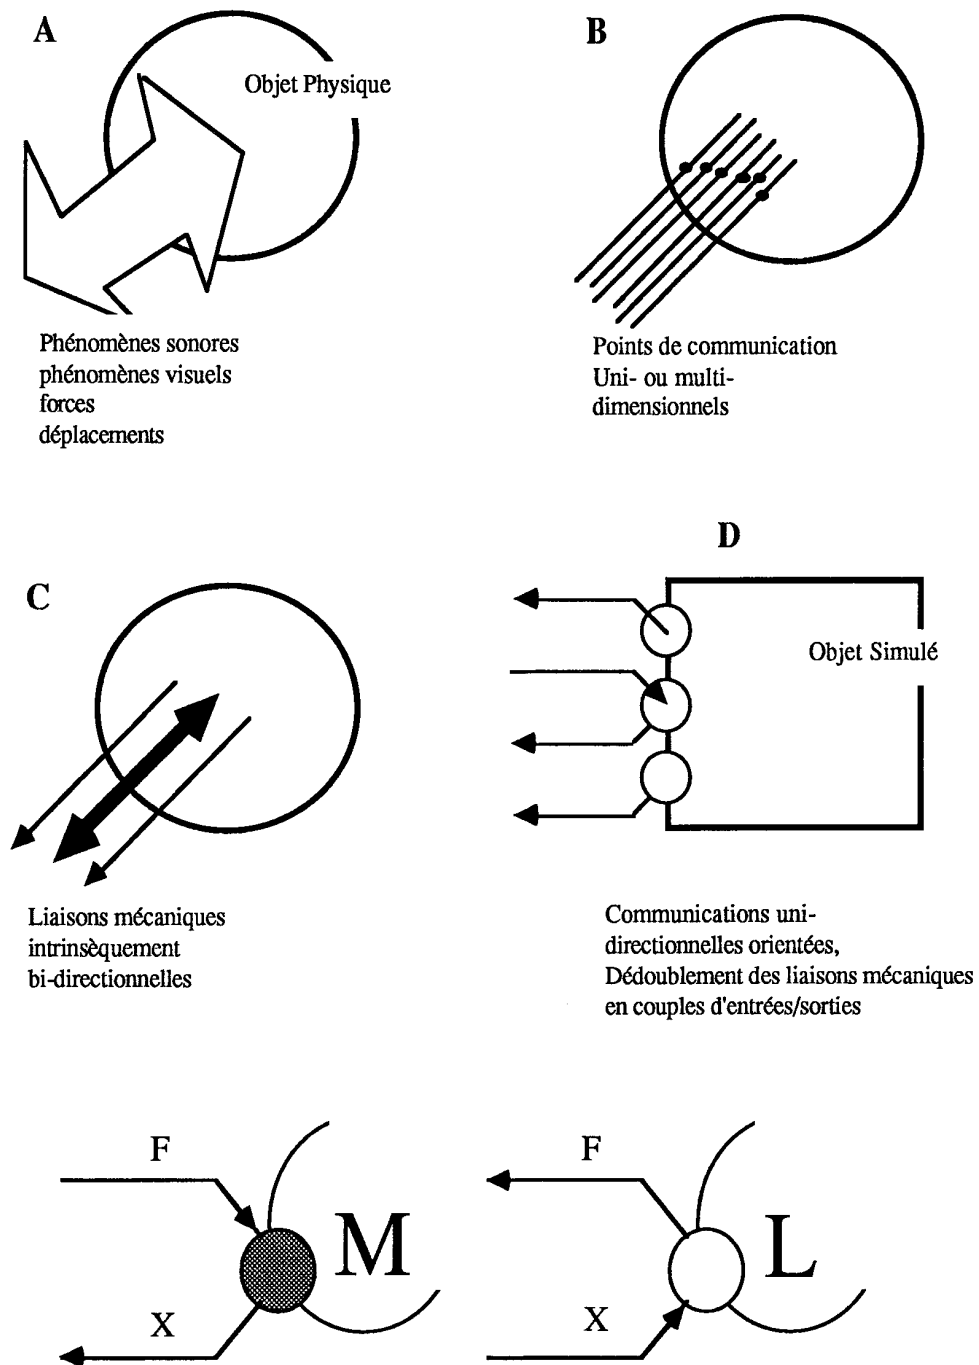 A
Objet Physique
Phénomènes sonores
phénomènes visuels
forces
déplacements
B
Points de communication
Uni- ou multi-
dimensionnels
C
Liaisons mécaniques
intrinsèquement
bi-directionnelles
D
Objet Simulé
Communications uni-
directionnelles orientées,
Dédoublement des liaisons mécaniques
en couples d'entrées/sorties
F
M
X
F
L
X